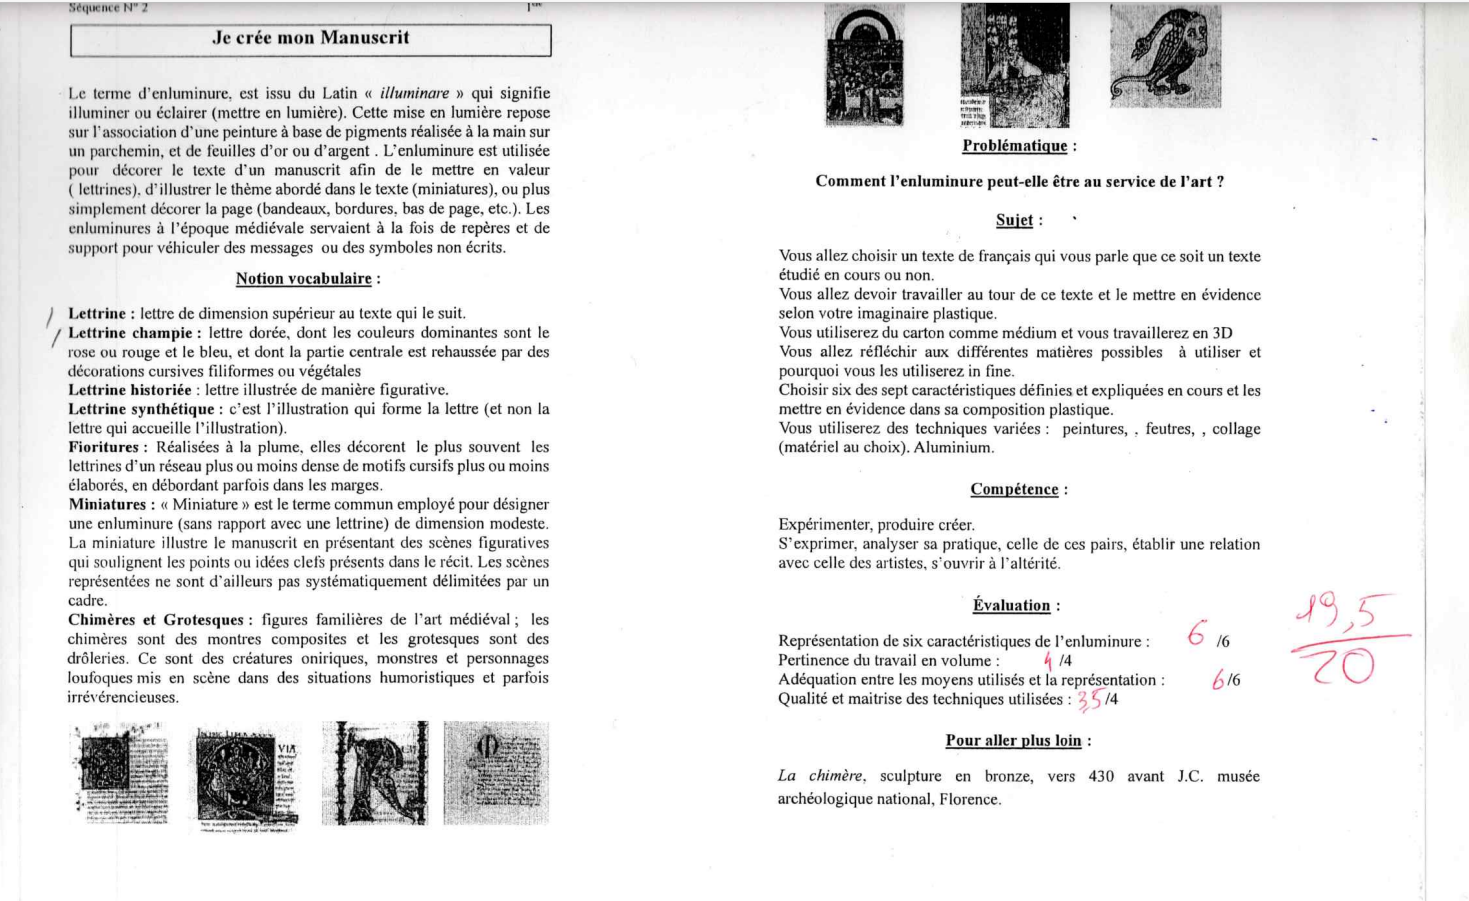 Séquence N° 2
1ère
Je crée mon Manuscrit
Le terme d'enluminure, est issu du Latin « illuminare » qui signifie
illuminer ou éclairer (mettre en lumière). Cette mise en lumière repose
sur l'association d'une peinture à base de pigments réalisée à la main sur
un parchemin, et de feuilles d'or ou d'argent . L'enluminure est utilisée
pour décorer le texte d'un manuscrit afin de le mettre en valeur
( lettrines), d'illustrer le thème abordé dans le texte (miniatures), ou plus
simplement décorer la page (bandeaux, bordures, bas de page, etc.). Les
enluminures à l'époque médiévale servaient à la fois de repères et de
support pour véhiculer des messages ou des symboles non écrits.
Notion vocabulaire :
Lettrine : lettre de dimension supérieur au texte qui le suit.
Lettrine champie : lettre dorée, dont les couleurs dominantes sont le
rose ou rouge et le bleu, et dont la partie centrale est rehaussée par des
décorations cursives filiformes ou végétales
Lettrine historiée : lettre illustrée de manière figurative.
Lettrine synthétique : c'est l'illustration qui forme la lettre (et non la
lettre qui accueille l'illustration).
Fioritures : Réalisées à la plume, elles décorent le plus souvent les
lettrines d'un réseau plus ou moins dense de motifs cursifs plus ou moins
élaborés, en débordant parfois dans les marges.
Miniatures : « Miniature » est le terme commun employé pour désigner
une enluminure (sans rapport avec une lettrine) de dimension modeste.
La miniature illustre le manuscrit en présentant des scènes figuratives
qui soulignent les points ou idées clefs présents dans le récit. Les scènes
représentées ne sont d'ailleurs pas systématiquement délimitées par un
cadre.
Chimères et Grotesques : figures familières de l'art médiéval ; les
chimères sont des montres composites et les grotesques sont des
drôleries. Ce sont des créatures oniriques, monstres et personnages
loufoques mis en scène dans des situations humoristiques et parfois
irrévérencieuses.
VIA
Problématique :
Comment l'enluminure peut-elle être au service de l'art ?
Sujet :
Vous allez choisir un texte de français qui vous parle que ce soit un texte
étudié en cours ou non.
Vous allez devoir travailler au tour de ce texte et le mettre en évidence
selon votre imaginaire plastique.
Vous utiliserez du carton comme médium et vous travaillerez en 3D
Vous allez réfléchir aux différentes matières possibles à utiliser et
pourquoi vous les utiliserez in fine.
Choisir six des sept caractéristiques définies et expliquées en cours et les
mettre en évidence dans sa composition plastique.
Vous utiliserez des techniques variées : peintures, , feutres, , collage
(matériel au choix). Aluminium.
Compétence :
Expérimenter, produire créer.
S'exprimer, analyser sa pratique, celle de ces pairs, établir une relation
avec celle des artistes, s'ouvrir à l'altérité.
Évaluation :
Représentation de six caractéristiques de l'enluminure : 6 /6
Pertinence du travail en volume : 4 /4
Adéquation entre les moyens utilisés et la représentation : 6 /6
Qualité et maitrise des techniques utilisées : 3,5 /4
19,5
20
Pour aller plus loin :
La chimère, sculpture en bronze, vers 430 avant J.C. musée
archéologique national, Florence.